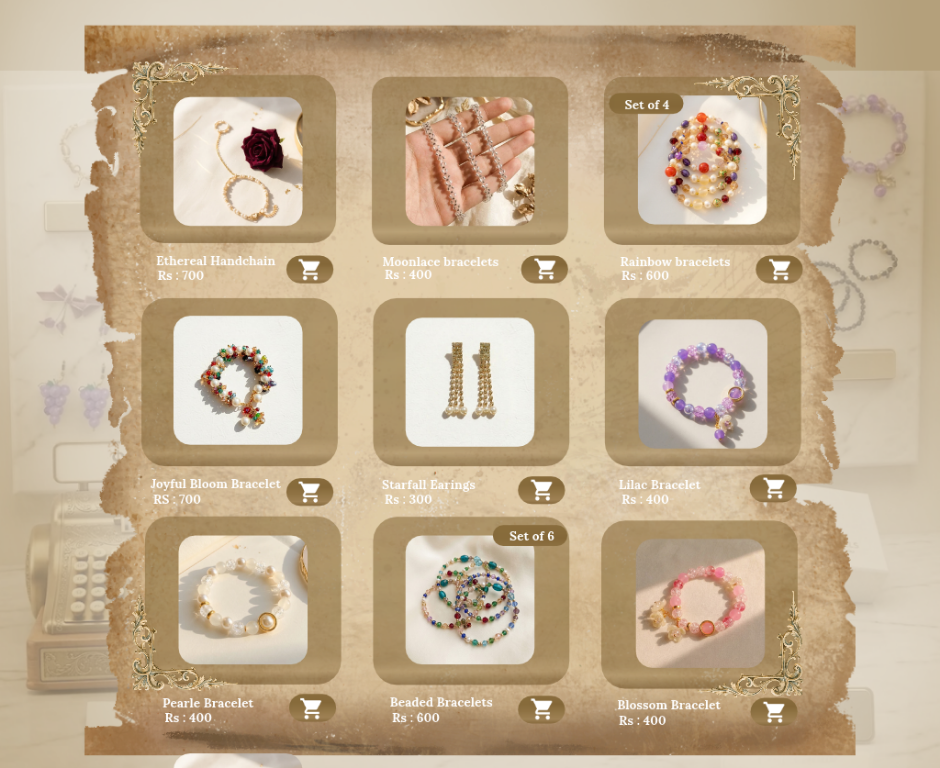 Set of 4
Ethereal Handchain
Rs : 700
Moonlace bracelets
Rs : 400
Rainbow bracelets
Rs : 600
Joyful Bloom Bracelet
RS : 700
Starfall Earings
Rs : 300
Lilac Bracelet
Rs : 400
Set of 6
Pearle Bracelet
Rs : 400
Beaded Bracelets
Rs : 600
Blossom Bracelet
Rs : 400